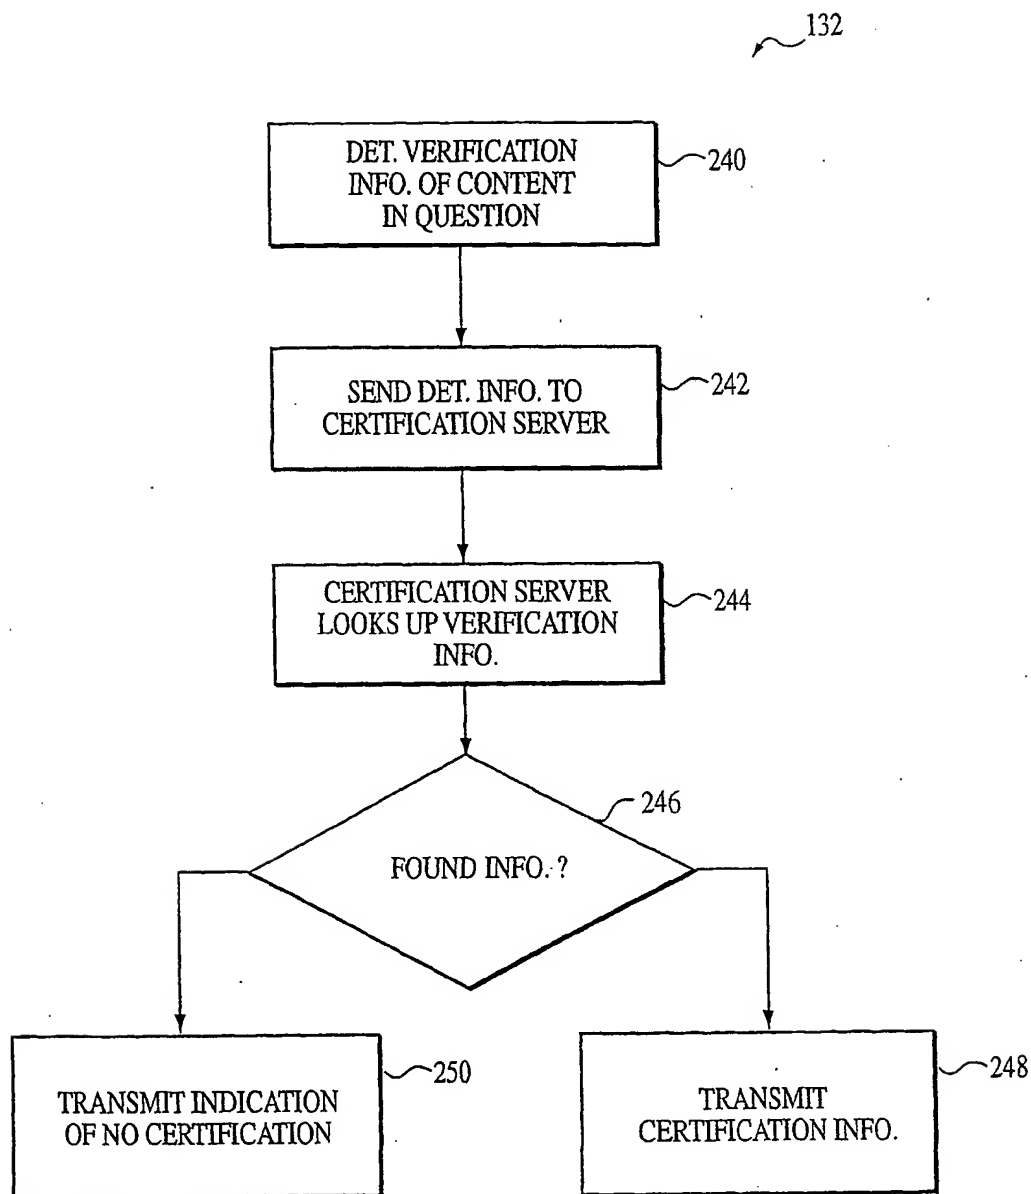 132
DET. VERIFICATION
INFO. OF CONTENT
IN QUESTION
240
SEND DET. INFO. TO
CERTIFICATION SERVER
242
CERTIFICATION SERVER
LOOKS UP VERIFICATION
INFO.
244
246
FOUND INFO. ?
TRANSMIT INDICATION
OF NO CERTIFICATION
250
TRANSMIT
CERTIFICATION INFO.
248